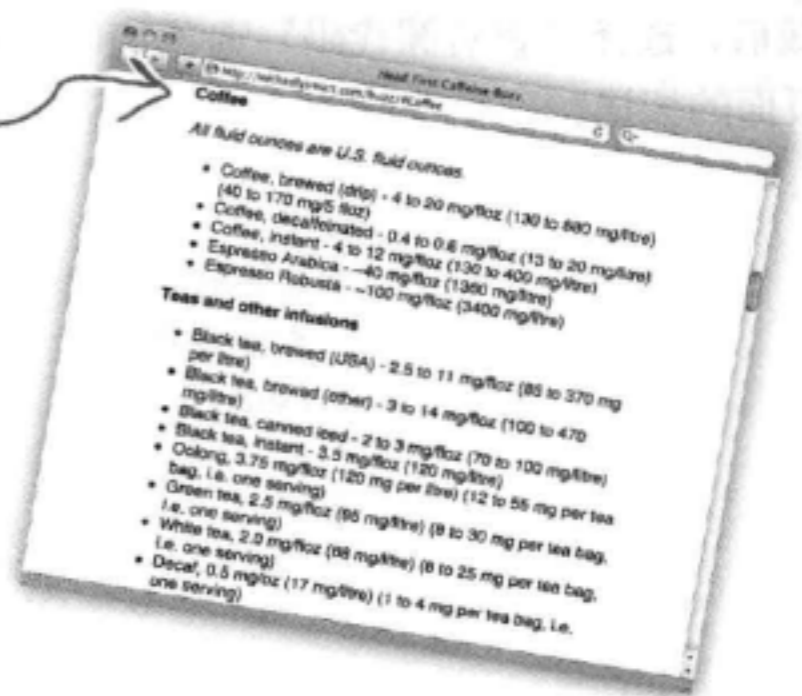 Head First Caffeine Buzz
Coffee
All fluid ounces are U.S. fluid ounces.
• Coffee, brewed (drip) - 4 to 20 mg/floz (130 to 680 mg/litre)
(40 to 170 mg/5 floz)
• Coffee, decaffeinated - 0.4 to 0.6 mg/floz (13 to 20 mg/litre)
• Coffee, instant - 4 to 12 mg/floz (130 to 400 mg/litre)
• Espresso Arabica - ~40 mg/floz (1360 mg/litre)
• Espresso Robusta - ~100 mg/floz (3400 mg/litre)
Teas and other infusions
• Black tea, brewed (USA) - 2.5 to 11 mg/floz (85 to 370 mg
per litre)
• Black tea, brewed (other) - 3 to 14 mg/floz (100 to 470
mg/litre)
• Black tea, canned iced - 2 to 3 mg/floz (70 to 100 mg/litre)
• Black tea, instant - 3.5 mg/floz (120 mg/litre)
• Oolong, 3.75 mg/floz (120 mg per litre) (12 to 55 mg per tea
bag, i.e. one serving)
• Green tea, 2.5 mg/floz (85 mg/litre) (8 to 30 mg per tea bag,
i.e. one serving)
• White tea, 2.0 mg/floz (68 mg/litre) (6 to 25 mg per tea bag,
i.e. one serving)
• Decaf, 0.5 mg/oz (17 mg/litre) (1 to 4 mg per tea bag, i.e.
one serving)